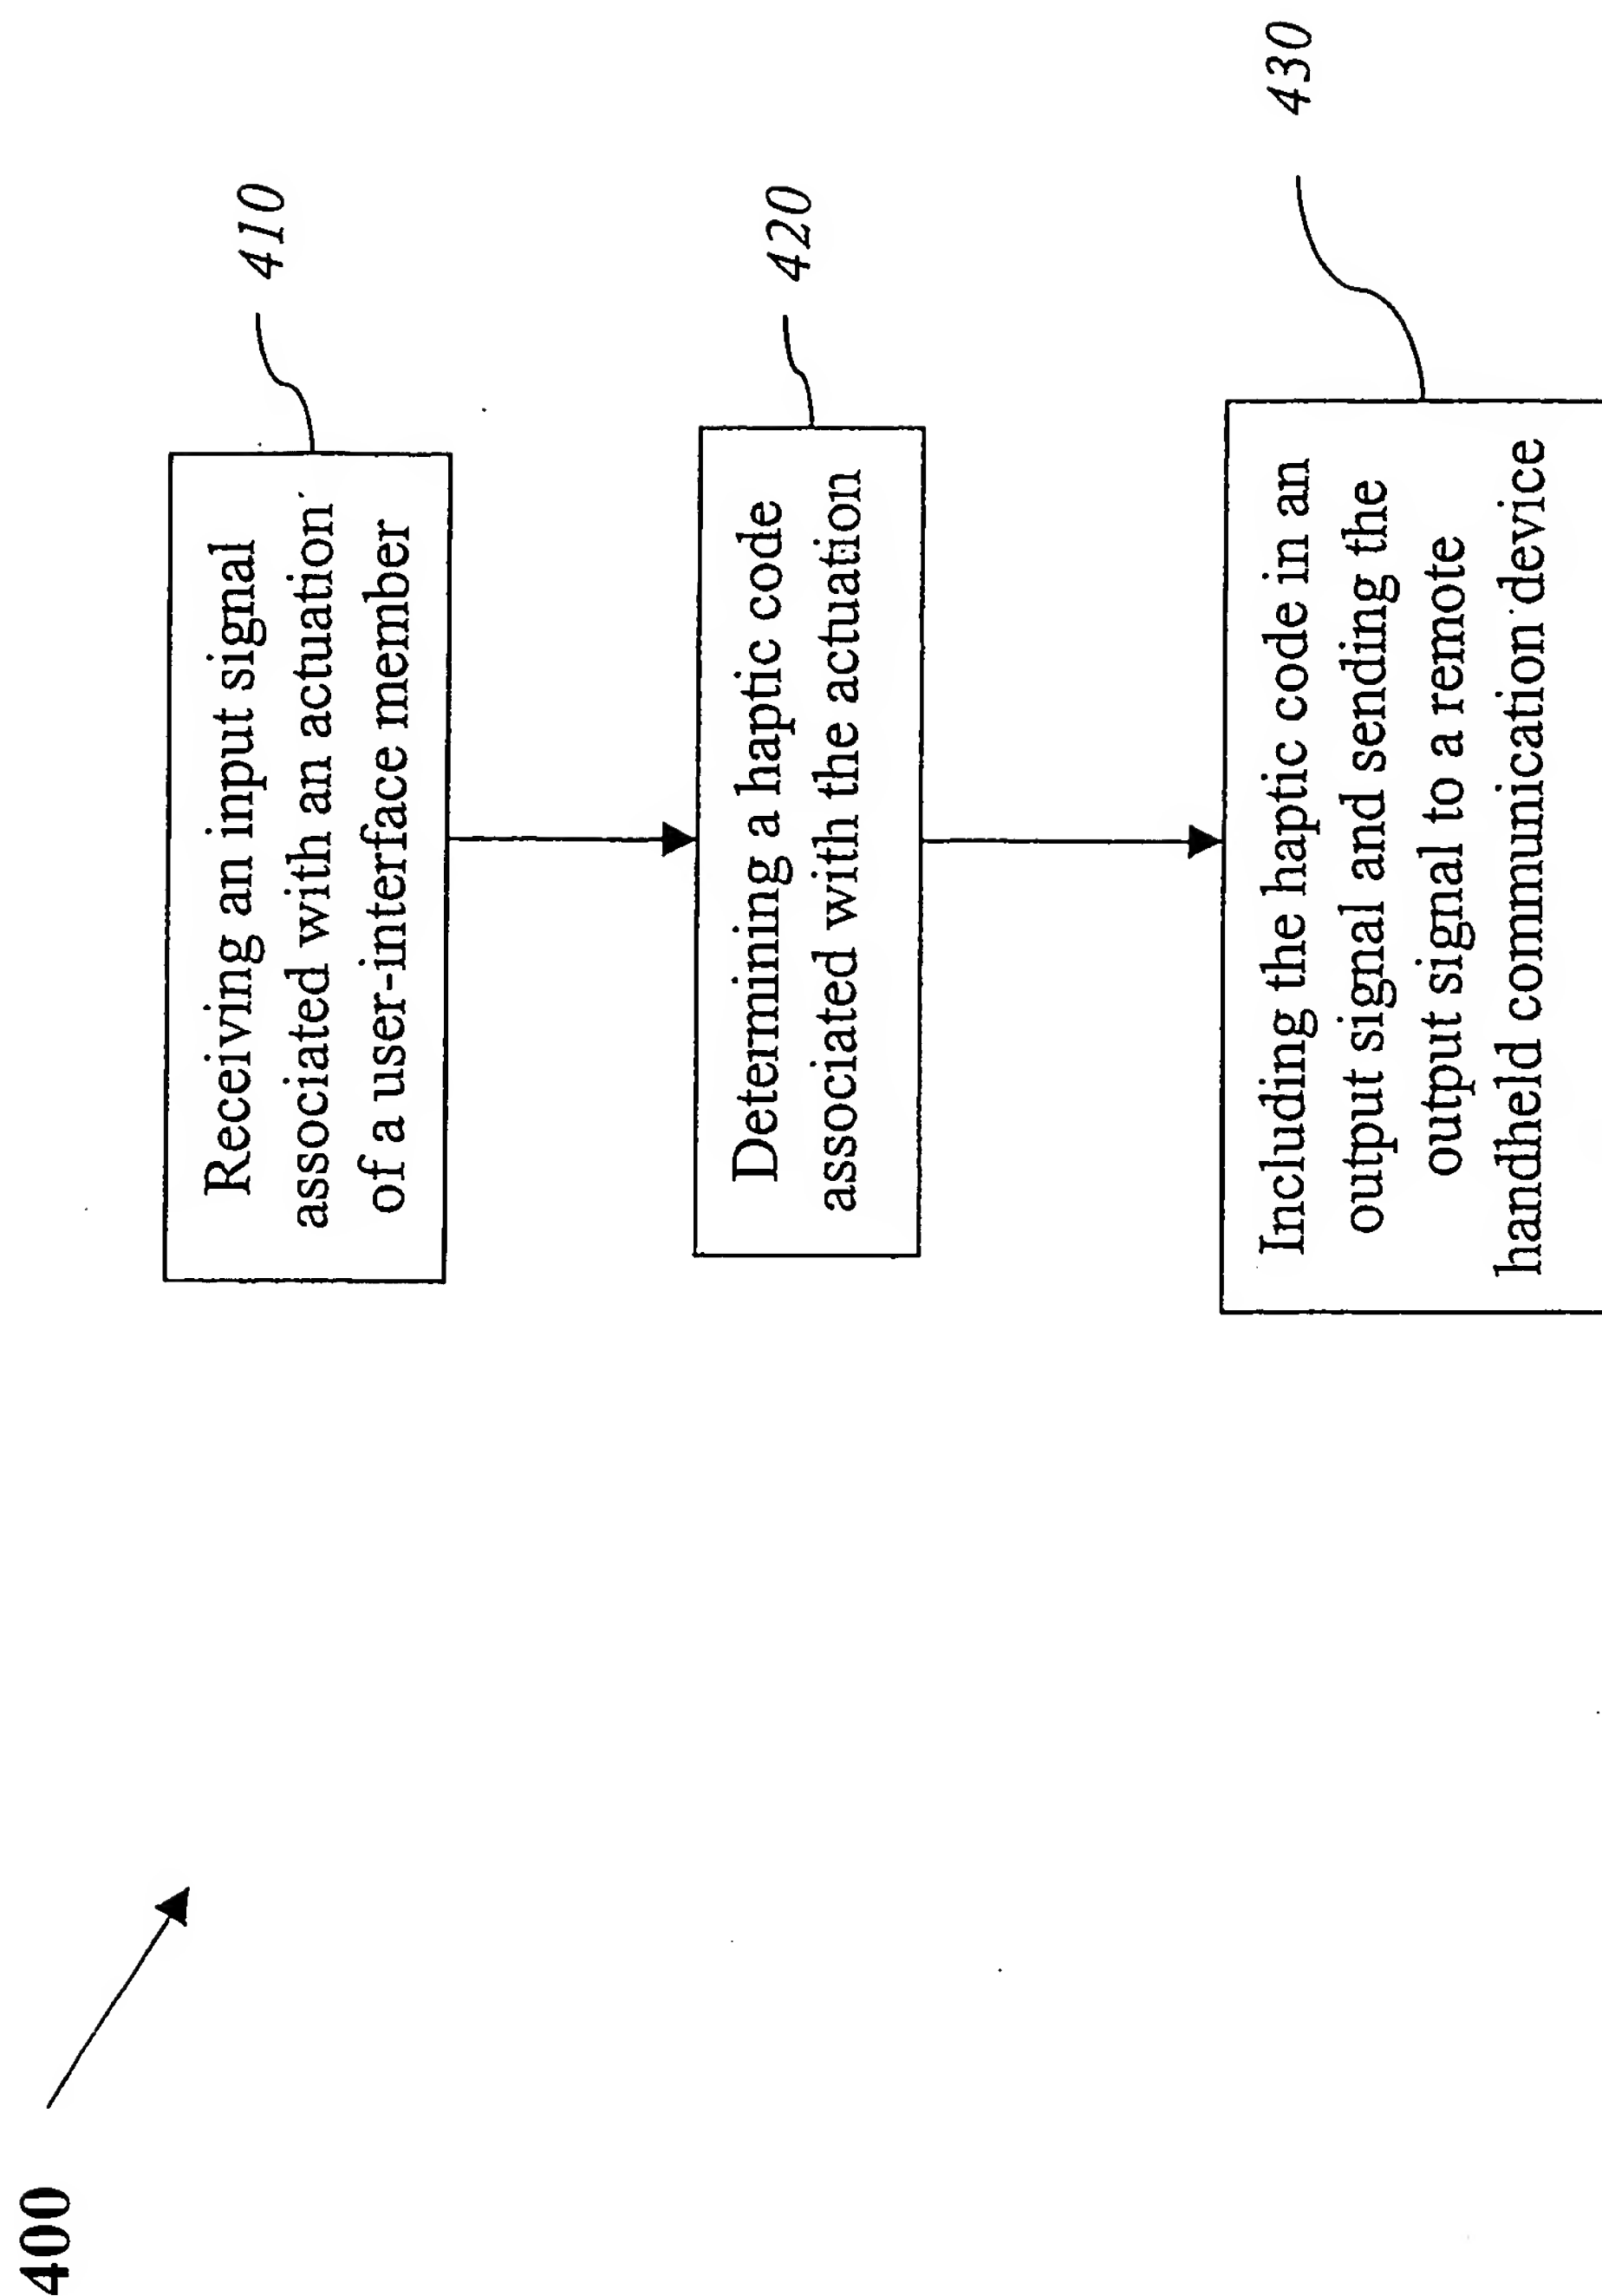 400
Receiving an input signal
associated with an actuation
of a user-interface member
410
Determining a haptic code
associated with the actuation
420
Including the haptic code in an
output signal and sending the
output signal to a remote
handheld communication device
430